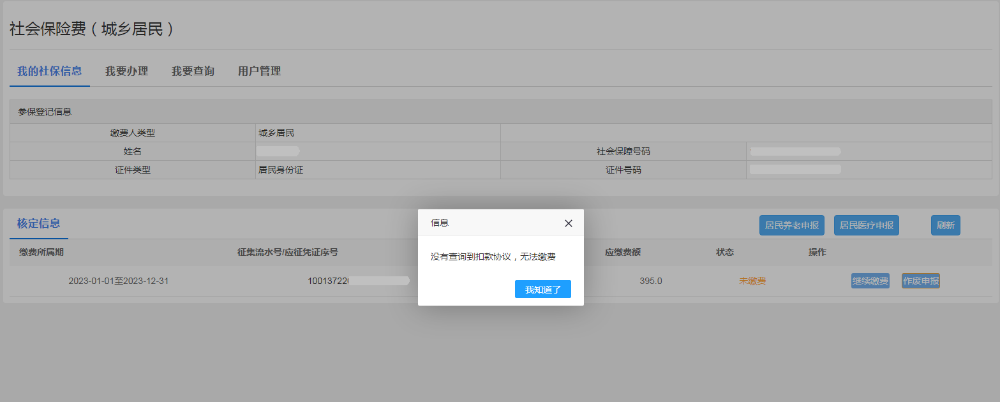 社会保险费（城乡居民）
我的社保信息 我要办理 我要查询 用户管理
参保登记信息
缴费人类型 城乡居民
姓名 社会保障号码
证件类型 居民身份证 证件号码
核定信息 居民养老申报 居民医疗申报 刷新
缴费所属期 征集流水号/应征凭证序号 应缴费额 状态 操作
2023-01-01至2023-12-31 10013722 395.0 未缴费 继续缴费 作废申报
信息
没有查询到扣款协议，无法缴费
我知道了